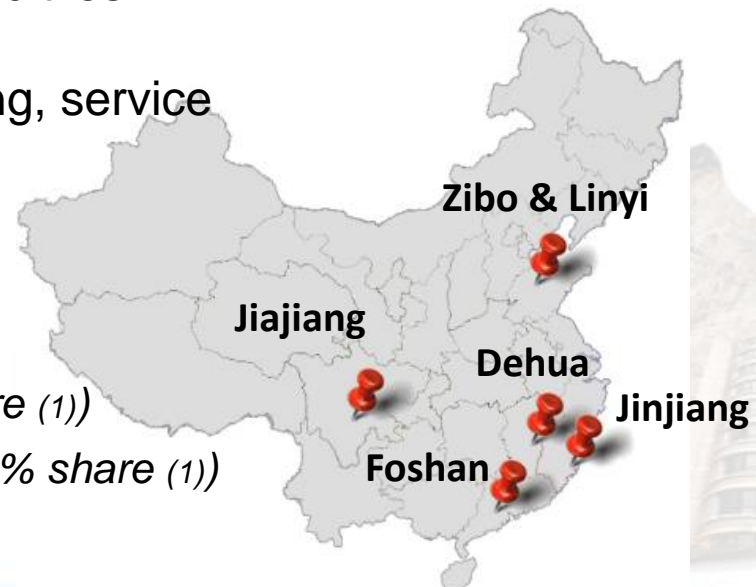 ng, service
Zibo & Linyi
Jiajiang
Dehua
re (1))
Jinjiang
% share (1))
Foshan